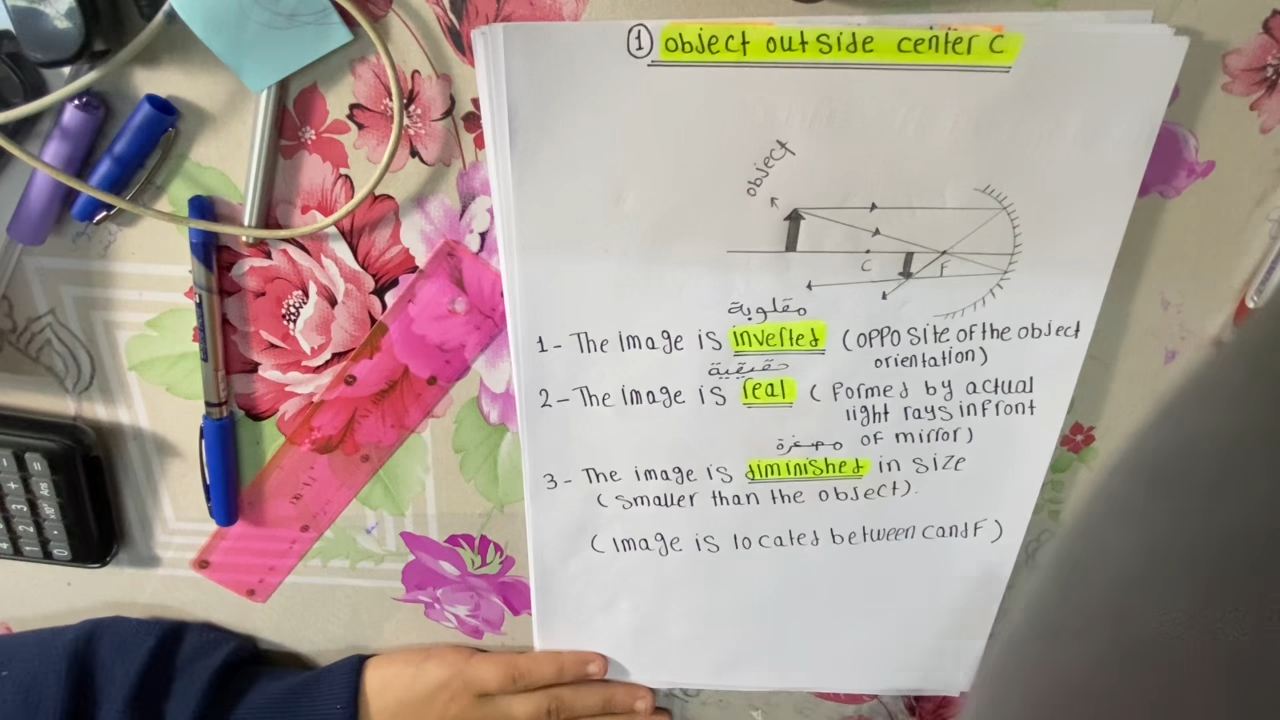 ① object outside center C
object
C
F
مقلوبة
1- The image is inverted (opposite of the object
orientation)
حقيقية
2- The image is real ( Formed by actual
light rays in front
of mirror)
مصغرة
3- The image is diminished in size
(smaller than the object).
(image is located between C and F)